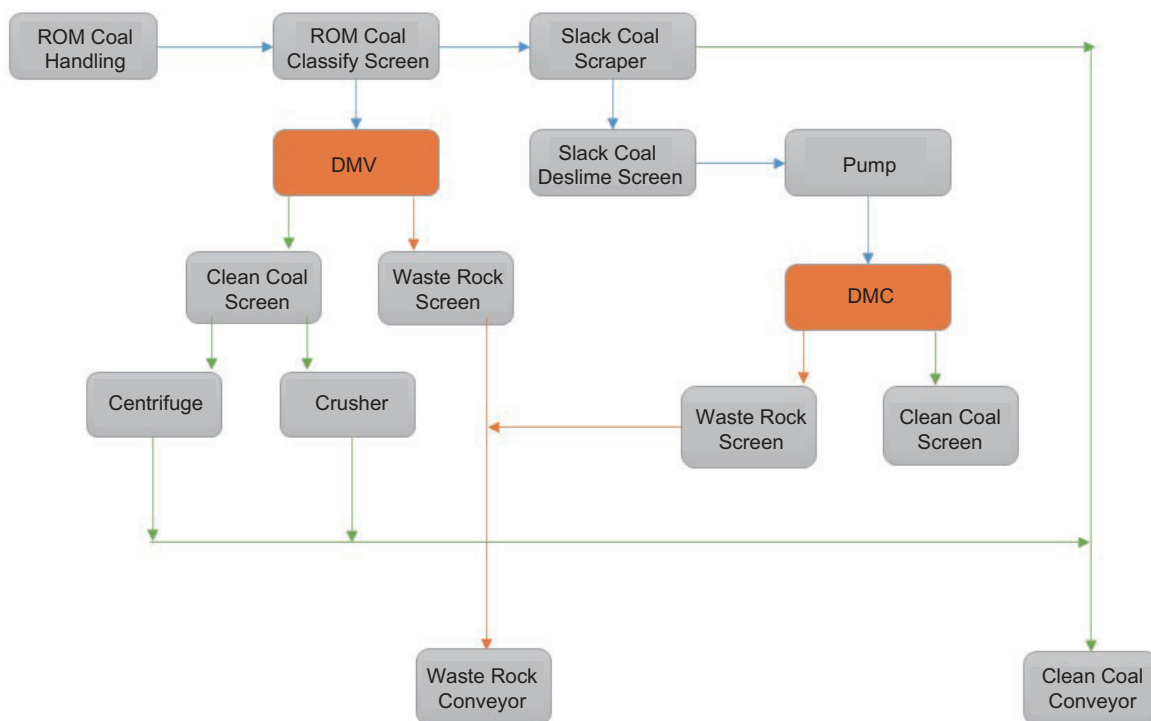 ROM Coal
Handling
ROM Coal
Classify Screen
Slack Coal
Scraper
DMV
Slack Coal
Deslime Screen
Pump
Clean Coal
Screen
Waste Rock
Screen
DMC
Centrifuge
Crusher
Waste Rock
Screen
Clean Coal
Screen
Waste Rock
Conveyor
Clean Coal
Conveyor